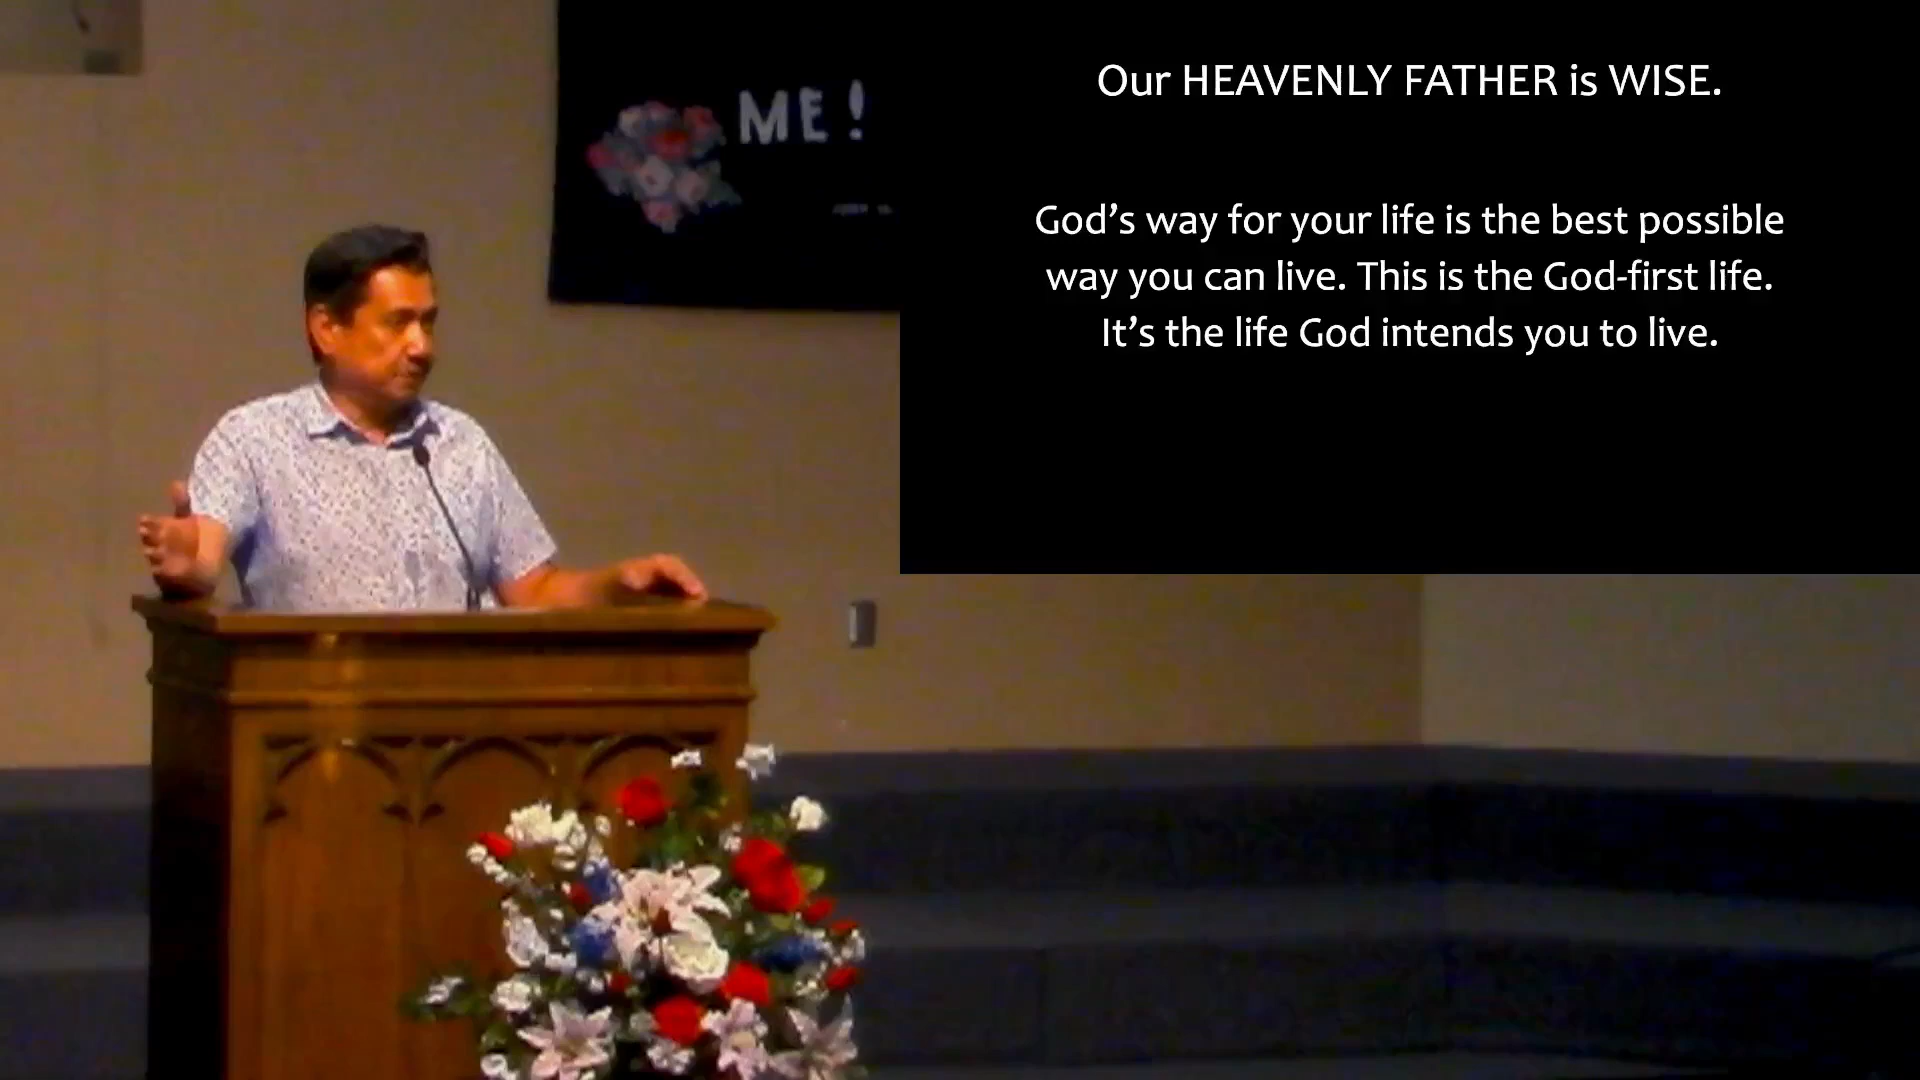 ME!
Our HEAVENLY FATHER is WISE.
God’s way for your life is the best possible
way you can live. This is the God-first life.
It’s the life God intends you to live.